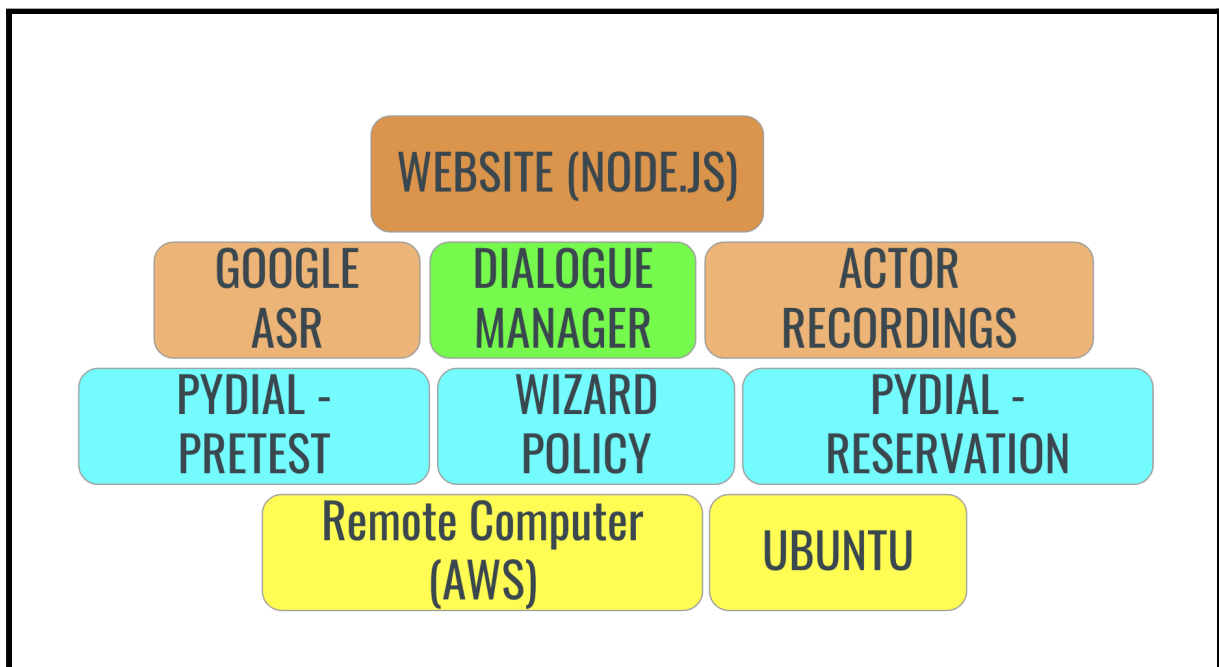 WEBSITE (NODE.JS)
GOOGLE
ASR
DIALOGUE
MANAGER
ACTOR
RECORDINGS
PYDIAL -
PRETEST
WIZARD
POLICY
PYDIAL -
RESERVATION
Remote Computer
(AWS)
UBUNTU